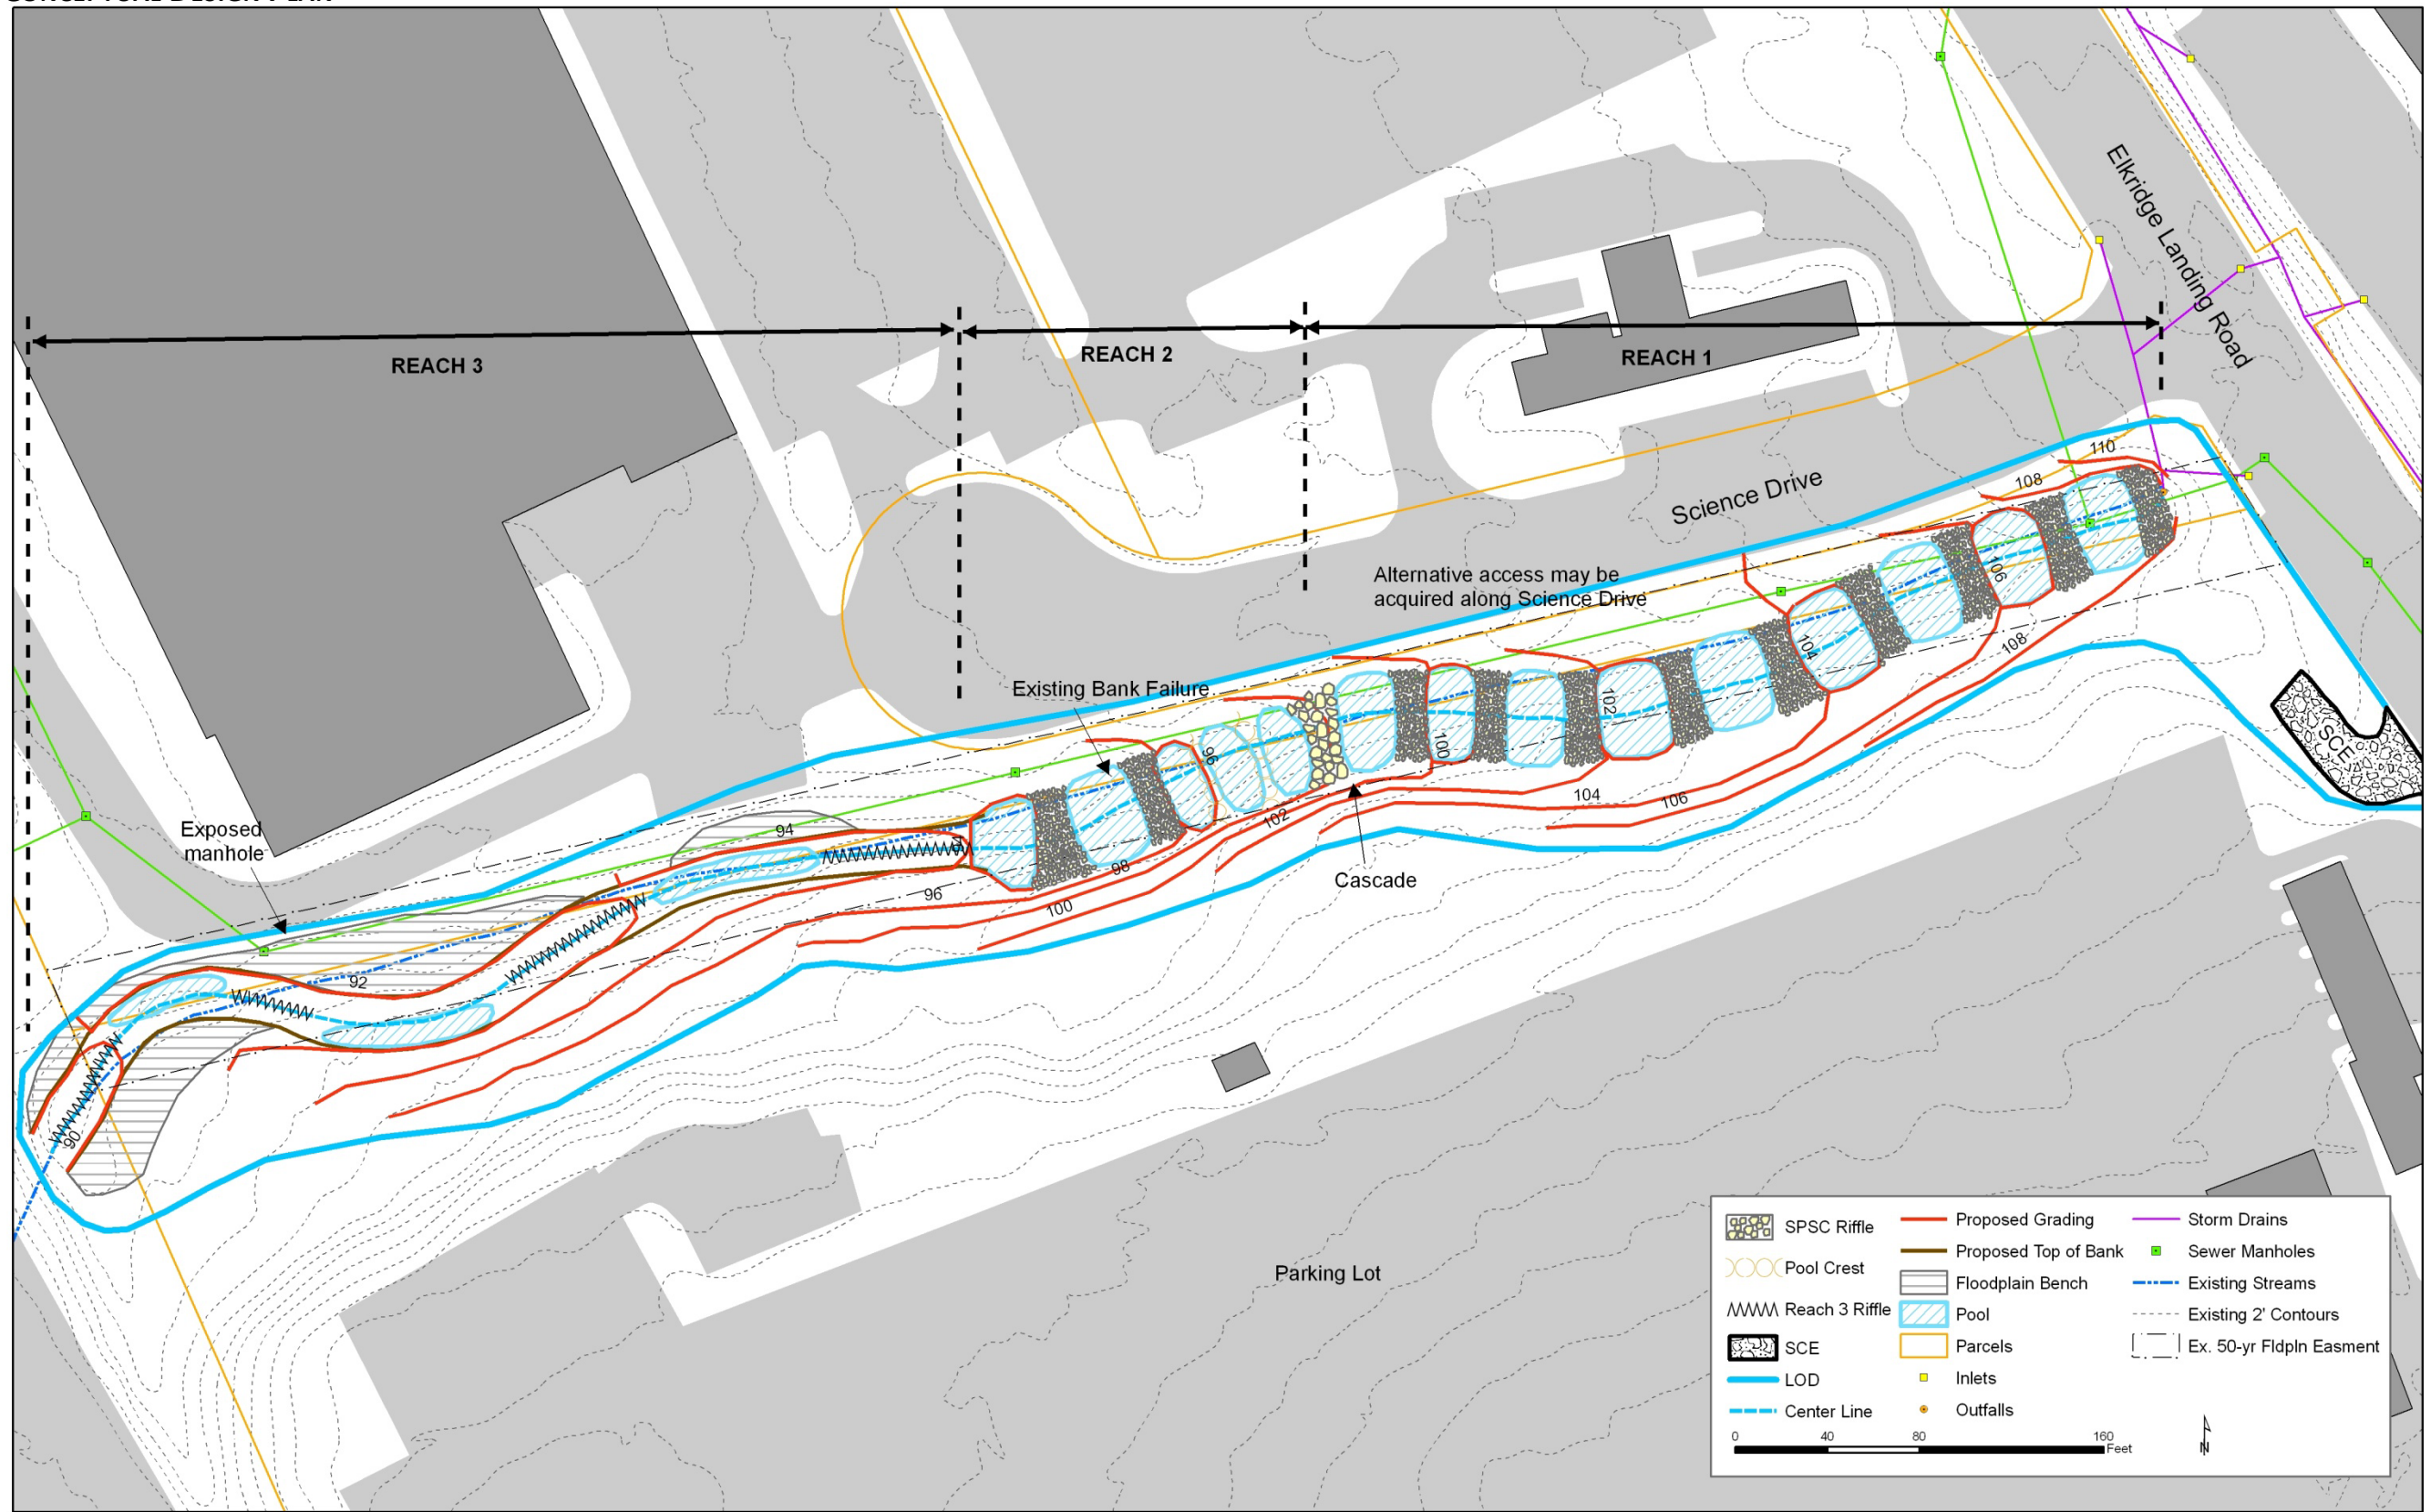 CONCEPTUAL DESIGN PLAN
Elkridge Landing Road
REACH 3
REACH 2
REACH 1
Science Drive
110
108
Alternative access may be
acquired along Science Drive
106
108
104
Existing Bank Failure
102
100
96
104
106
102
SCE
Exposed
manhole
94
94
98
Cascade
96
100
92
90
Parking Lot
SPSC Riffle
Pool Crest
Reach 3 Riffle
SCE
LOD
Center Line
Proposed Grading
Proposed Top of Bank
Floodplain Bench
Pool
Parcels
Inlets
Outfalls
Storm Drains
Sewer Manholes
Existing Streams
Existing 2' Contours
Ex. 50-yr Fldpln Easment
0 40 80 160
Feet
N